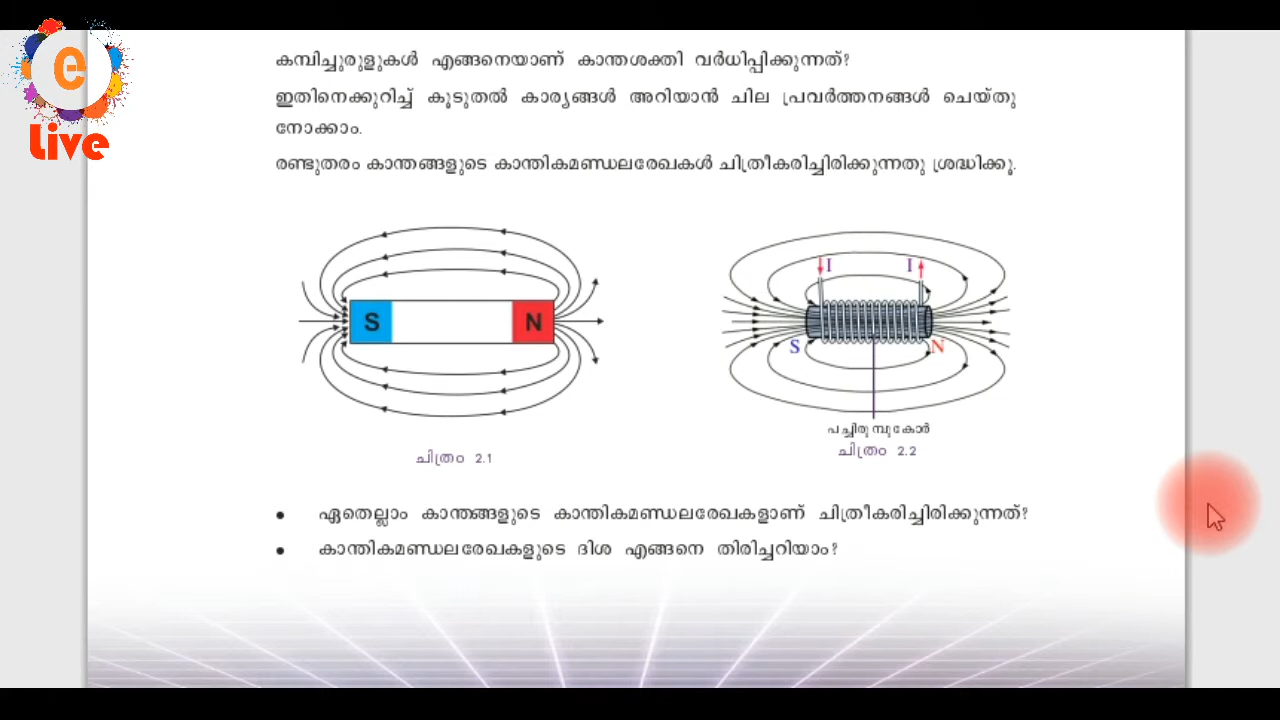 e
Live
കമ്പിച്ചുരുളുകൾ എങ്ങനെയാണ് കാന്തശക്തി വർധിപ്പിക്കുന്നത്?
ഇതിനെക്കുറിച്ച് കൂടുതൽ കാര്യങ്ങൾ അറിയാൻ ചില പ്രവർത്തനങ്ങൾ ചെയ്തു
നോക്കാം.
രണ്ടുതരം കാന്തങ്ങളുടെ കാന്തികമണ്ഡലരേഖകൾ ചിത്രീകരിച്ചിരിക്കുന്നതു ശ്രദ്ധിക്കൂ.
S N
I I
S N
പച്ചിരുമ്പുകോർ
ചിത്രം 2.1
ചിത്രം 2.2
• ഏതെല്ലാം കാന്തങ്ങളുടെ കാന്തികമണ്ഡലരേഖകളാണ് ചിത്രീകരിച്ചിരിക്കുന്നത്?
• കാന്തികമണ്ഡലരേഖകളുടെ ദിശ എങ്ങനെ തിരിച്ചറിയാം?